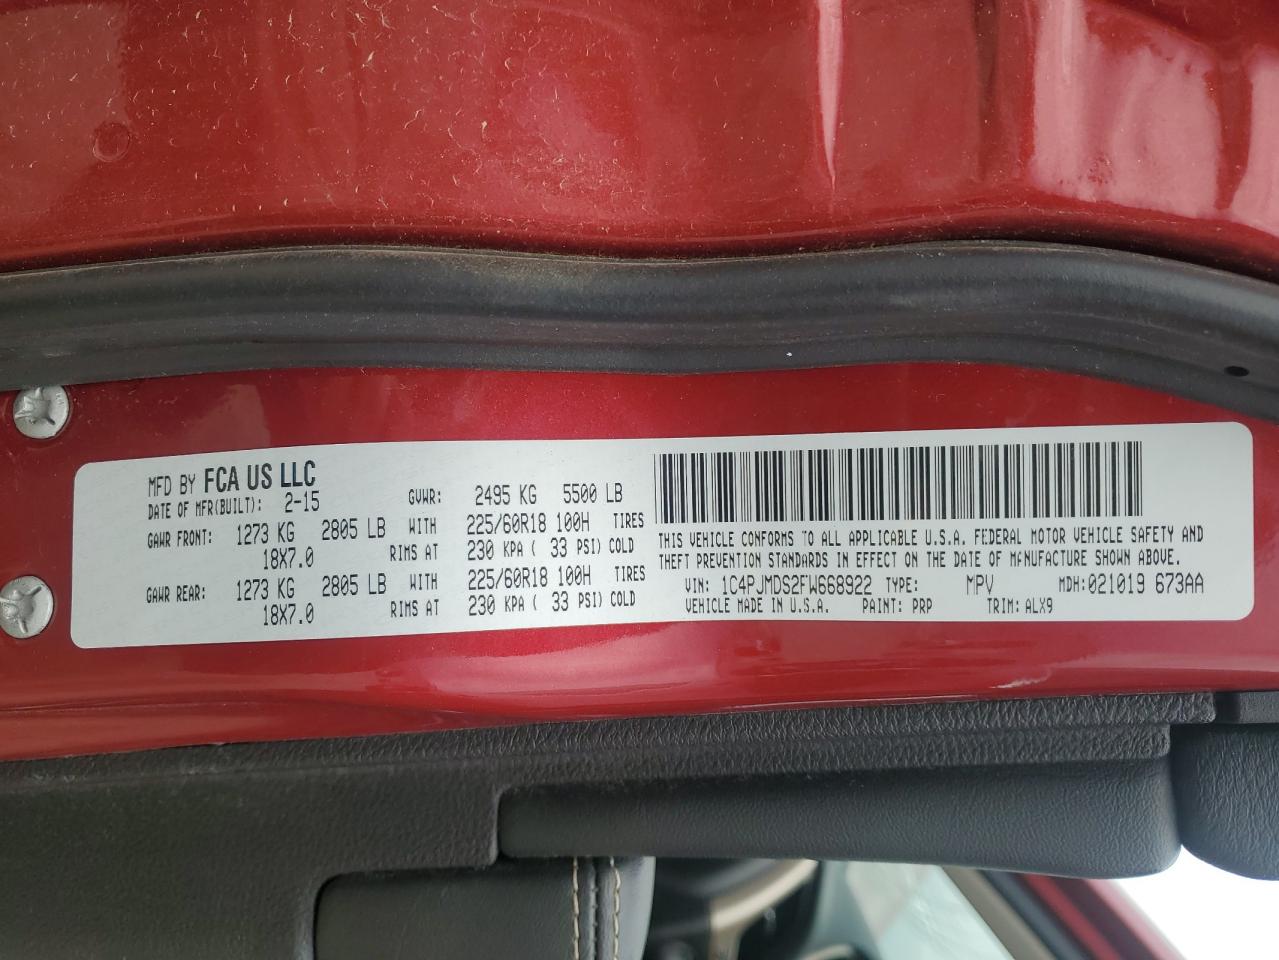 MFD BY FCA US LLC
DATE OF MFR(BUILT): 2-15 GVWR: 2495 KG 5500 LB
GAWR FRONT: 1273 KG 2805 LB WITH 225/60R18 100H TIRES
18X7.0 RIMS AT 230 KPA ( 33 PSI) COLD
GAWR REAR: 1273 KG 2805 LB WITH 225/60R18 100H TIRES
18X7.0 RIMS AT 230 KPA ( 33 PSI) COLD
THIS VEHICLE CONFORMS TO ALL APPLICABLE U.S.A. FEDERAL MOTOR VEHICLE SAFETY AND
THEFT PREVENTION STANDARDS IN EFFECT ON THE DATE OF MANUFACTURE SHOWN ABOVE.
VIN: 1C4PJMDS2FW668922 TYPE: MPV MDH:021019 673AA
VEHICLE MADE IN U.S.A. PAINT: PRP TRIM: ALX9